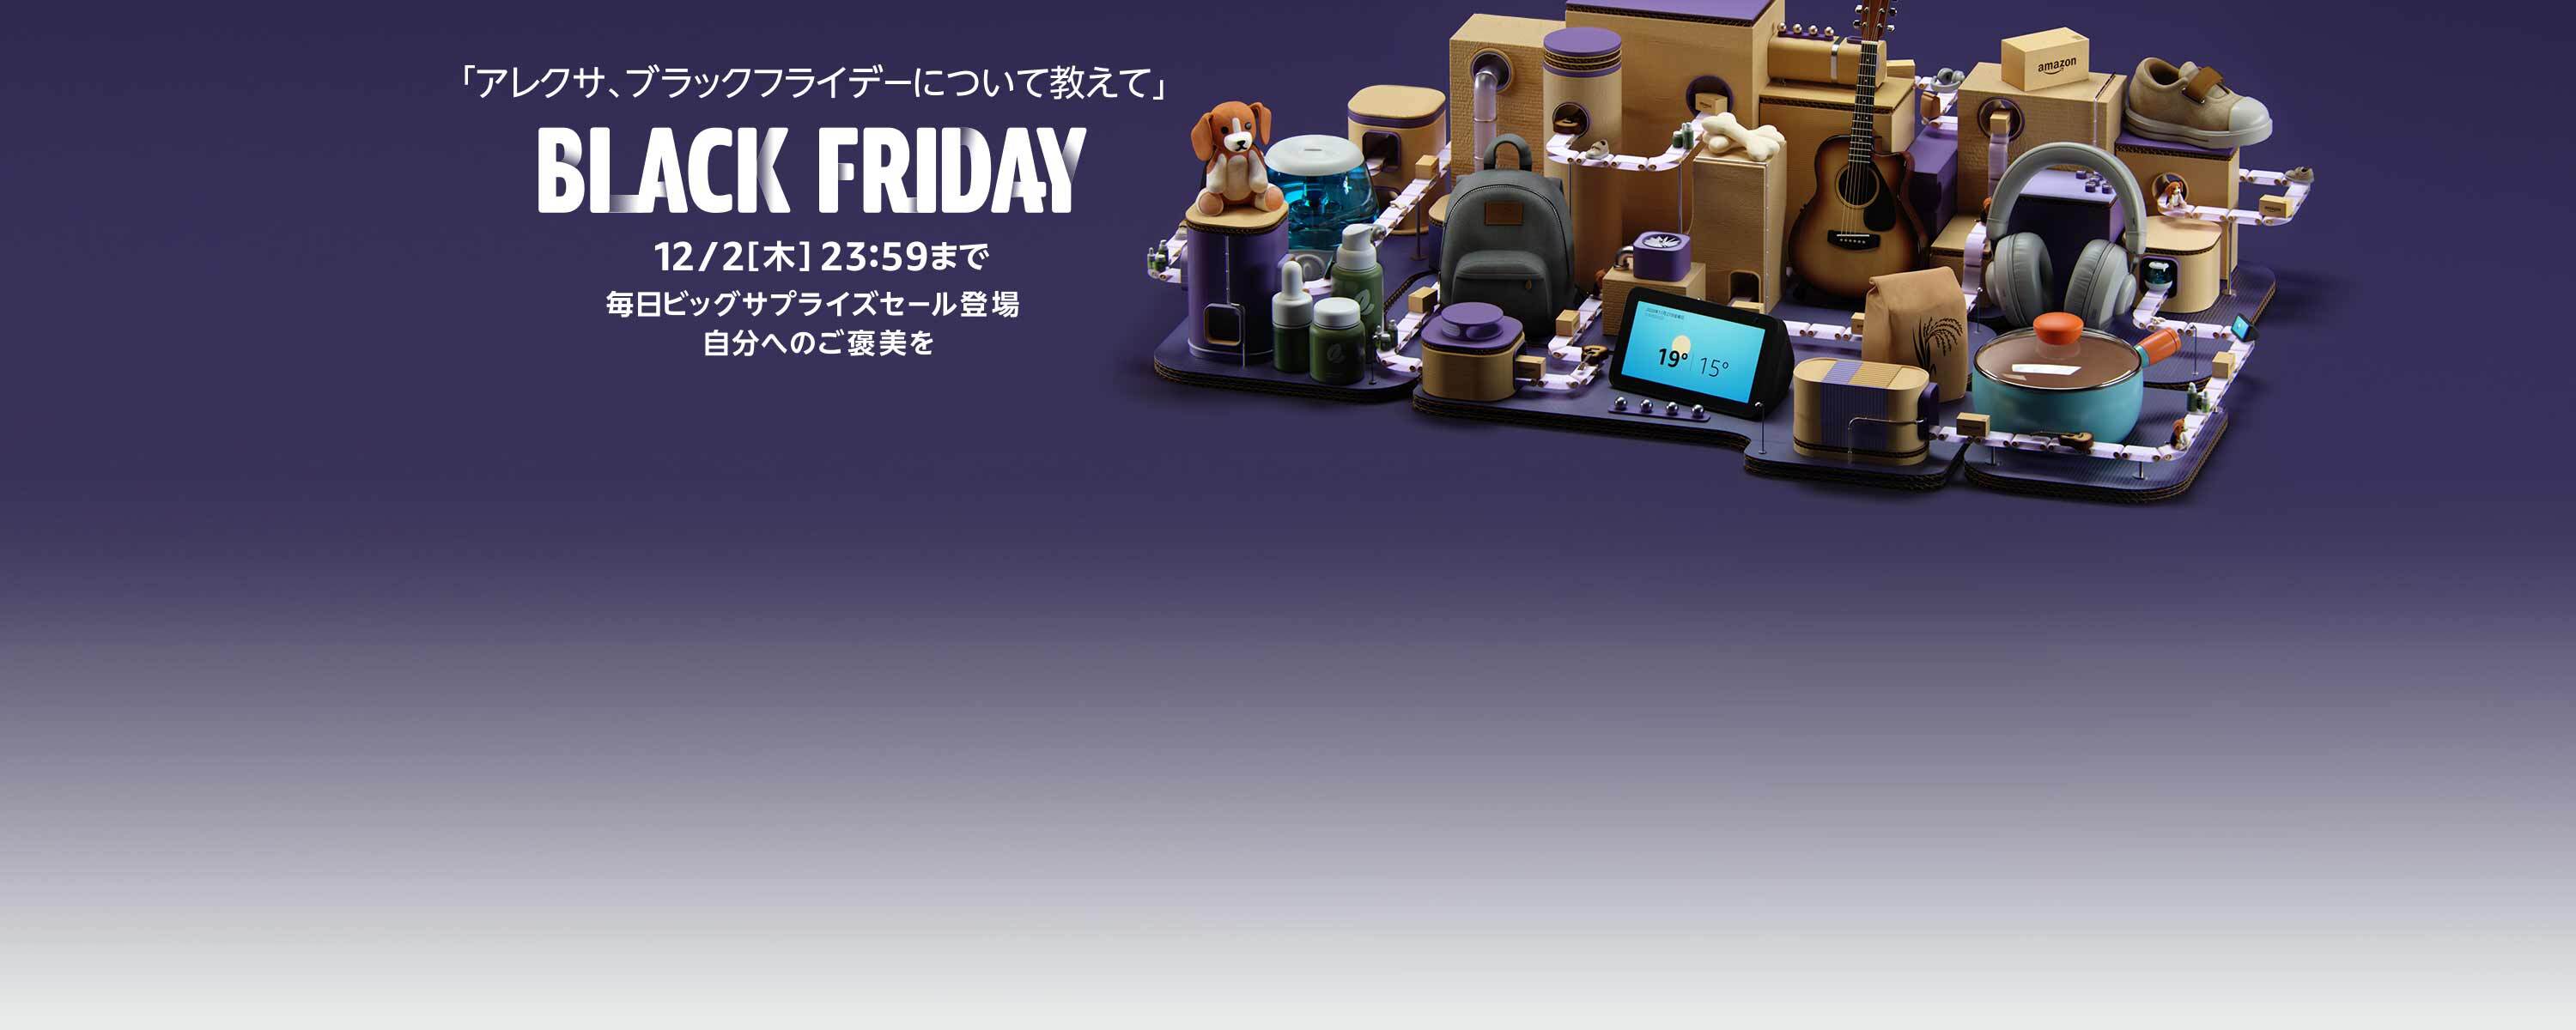 「アレクサ、ブラックフライデーについて教えて」
BLACK FRIDAY
12/2[木] 23:59まで
毎日ビッグサプライズセール登場
自分へのご褒美を
amazon
19° 15°